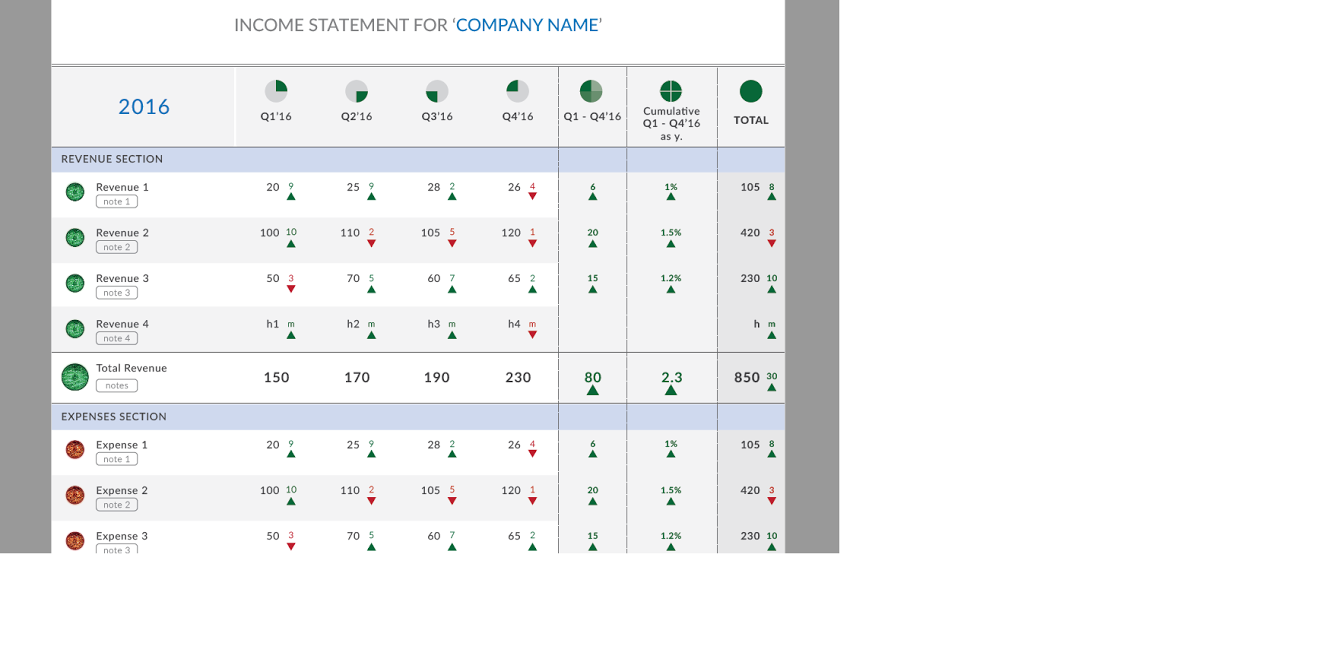 INCOME STATEMENT FOR ‘COMPANY NAME’
2016 Q1’16 Q2’16 Q3’16 Q4’16 Q1 - Q4’16 Cumulative Q1 - Q4’16 as y. TOTAL
REVENUE SECTION
Revenue 1 20 9 25 9 28 2 26 4 6 1% 105 8
note 1
Revenue 2 100 10 110 2 105 5 120 1 20 1.5% 420 3
note 2
Revenue 3 50 3 70 5 60 7 65 2 15 1.2% 230 10
note 3
Revenue 4 h1 m h2 m h3 m h4 m h m
note 4
Total Revenue 150 170 190 230 80 2.3 850 30
notes
EXPENSES SECTION
Expense 1 20 9 25 9 28 2 26 4 6 1% 105 8
note 1
Expense 2 100 10 110 2 105 5 120 1 20 1.5% 420 3
note 2
Expense 3 50 3 70 5 60 7 65 2 15 1.2% 230 10
note 3